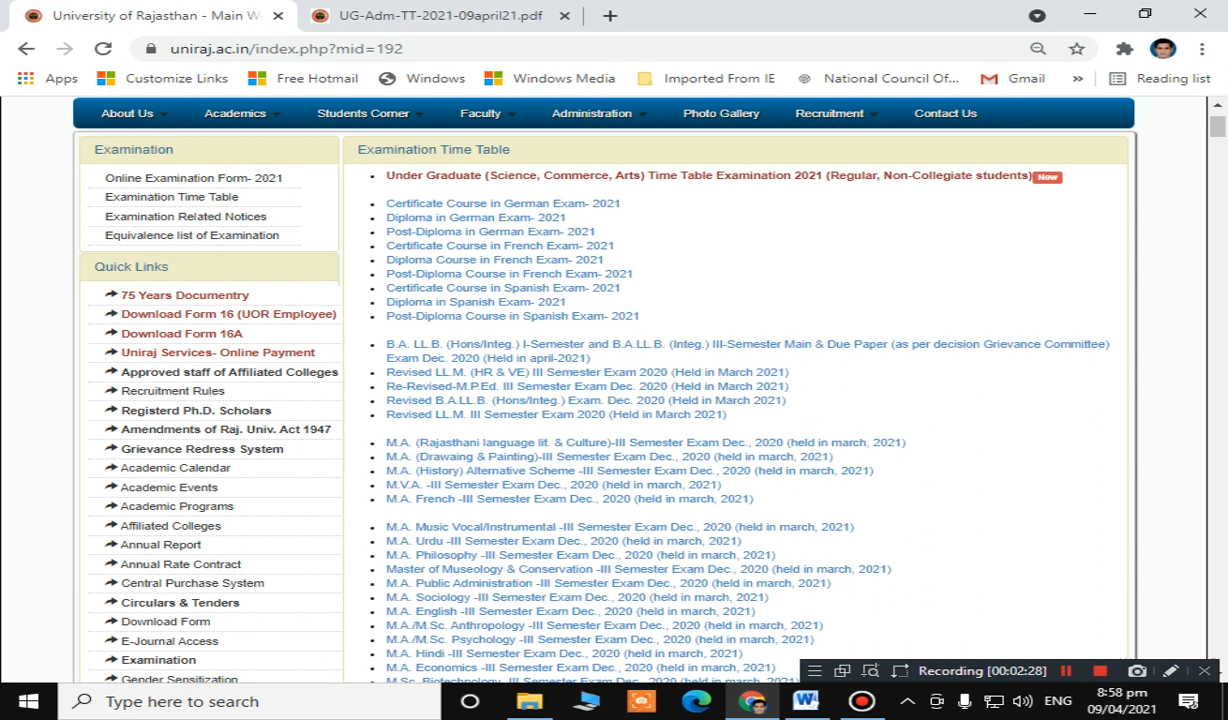 University of Rajasthan - Main W
UG-Adm-TT-2021-09april21.pdf
uniraj.ac.in/index.php?mid=192
Apps
Customize Links
Free Hotmail
Windows
Windows Media
Imported From IE
National Council Of...
Gmail
»
Reading list
About Us
Academics
Students Corner
Faculty
Administration
Photo Gallery
Recruitment
Contact Us
Examination
Online Examination Form- 2021
Examination Time Table
Examination Related Notices
Equivalence list of Examination
Quick Links
75 Years Documentry
Download Form 16 (UOR Employee)
Download Form 16A
Uniraj Services- Online Payment
Approved staff of Affiliated Colleges
Recruitment Rules
Registerd Ph.D. Scholars
Amendments of Raj. Univ. Act 1947
Grievance Redress System
Academic Calendar
Academic Events
Academic Programs
Affiliated Colleges
Annual Report
Annual Rate Contract
Central Purchase System
Circulars & Tenders
Download Form
E-Journal Access
Examination
Gender Sensitization
Examination Time Table
Under Graduate (Science, Commerce, Arts) Time Table Examination 2021 (Regular, Non-Collegiate students) New
Certificate Course in German Exam- 2021
Diploma in German Exam- 2021
Post-Diploma in German Exam- 2021
Certificate Course in French Exam- 2021
Diploma Course in French Exam- 2021
Post-Diploma Course in French Exam- 2021
Certificate Course in Spanish Exam- 2021
Diploma in Spanish Exam- 2021
Post-Diploma Course in Spanish Exam- 2021
B.A. LL.B. (Hons/Integ.) I-Semester and B.A.LL.B. (Integ.) III-Semester Main & Due Paper (as per decision Grievance Committee)
Exam Dec. 2020 (Held in april-2021)
Revised LL.M. (HR & VE) III Semester Exam 2020 (Held in March 2021)
Re-Revised-M.P.Ed. III Semester Exam Dec. 2020 (Held in March 2021)
Revised B.A.LL.B. (Hons/Integ.) Exam. Dec. 2020 (Held in March 2021)
Revised LL.M. III Semester Exam 2020 (Held in March 2021)
M.A. (Rajasthani language lit. & Culture)-III Semester Exam Dec., 2020 (held in march, 2021)
M.A. (Drawaing & Painting)-III Semester Exam Dec., 2020 (held in march, 2021)
M.A. (History) Alternative Scheme -III Semester Exam Dec., 2020 (held in march, 2021)
M.V.A. -III Semester Exam Dec., 2020 (held in march, 2021)
M.A. French -III Semester Exam Dec., 2020 (held in march, 2021)
M.A. Music Vocal/Instrumental -III Semester Exam Dec., 2020 (held in march, 2021)
M.A. Urdu -III Semester Exam Dec., 2020 (held in march, 2021)
M.A. Philosophy -III Semester Exam Dec., 2020 (held in march, 2021)
Master of Museology & Conservation -III Semester Exam Dec., 2020 (held in march, 2021)
M.A. Public Administration -III Semester Exam Dec., 2020 (held in march, 2021)
M.A. Sociology -III Semester Exam Dec., 2020 (held in march, 2021)
M.A. English -III Semester Exam Dec., 2020 (held in march, 2021)
M.A./M.Sc. Anthropology -III Semester Exam Dec., 2020 (held in march, 2021)
M.A./M.Sc. Psychology -III Semester Exam Dec., 2020 (held in march, 2021)
M.A. Hindi -III Semester Exam Dec., 2020 (held in march, 2021)
M.A. Economics -III Semester Exam Dec., 2020 (held in march, 2021)
M.Sc. Biotechnology -III Semester Exam Dec., 2020 (held in march, 2021)
Recording [00:02:28]
Type here to search
ENG
8:58 pm
09/04/2021